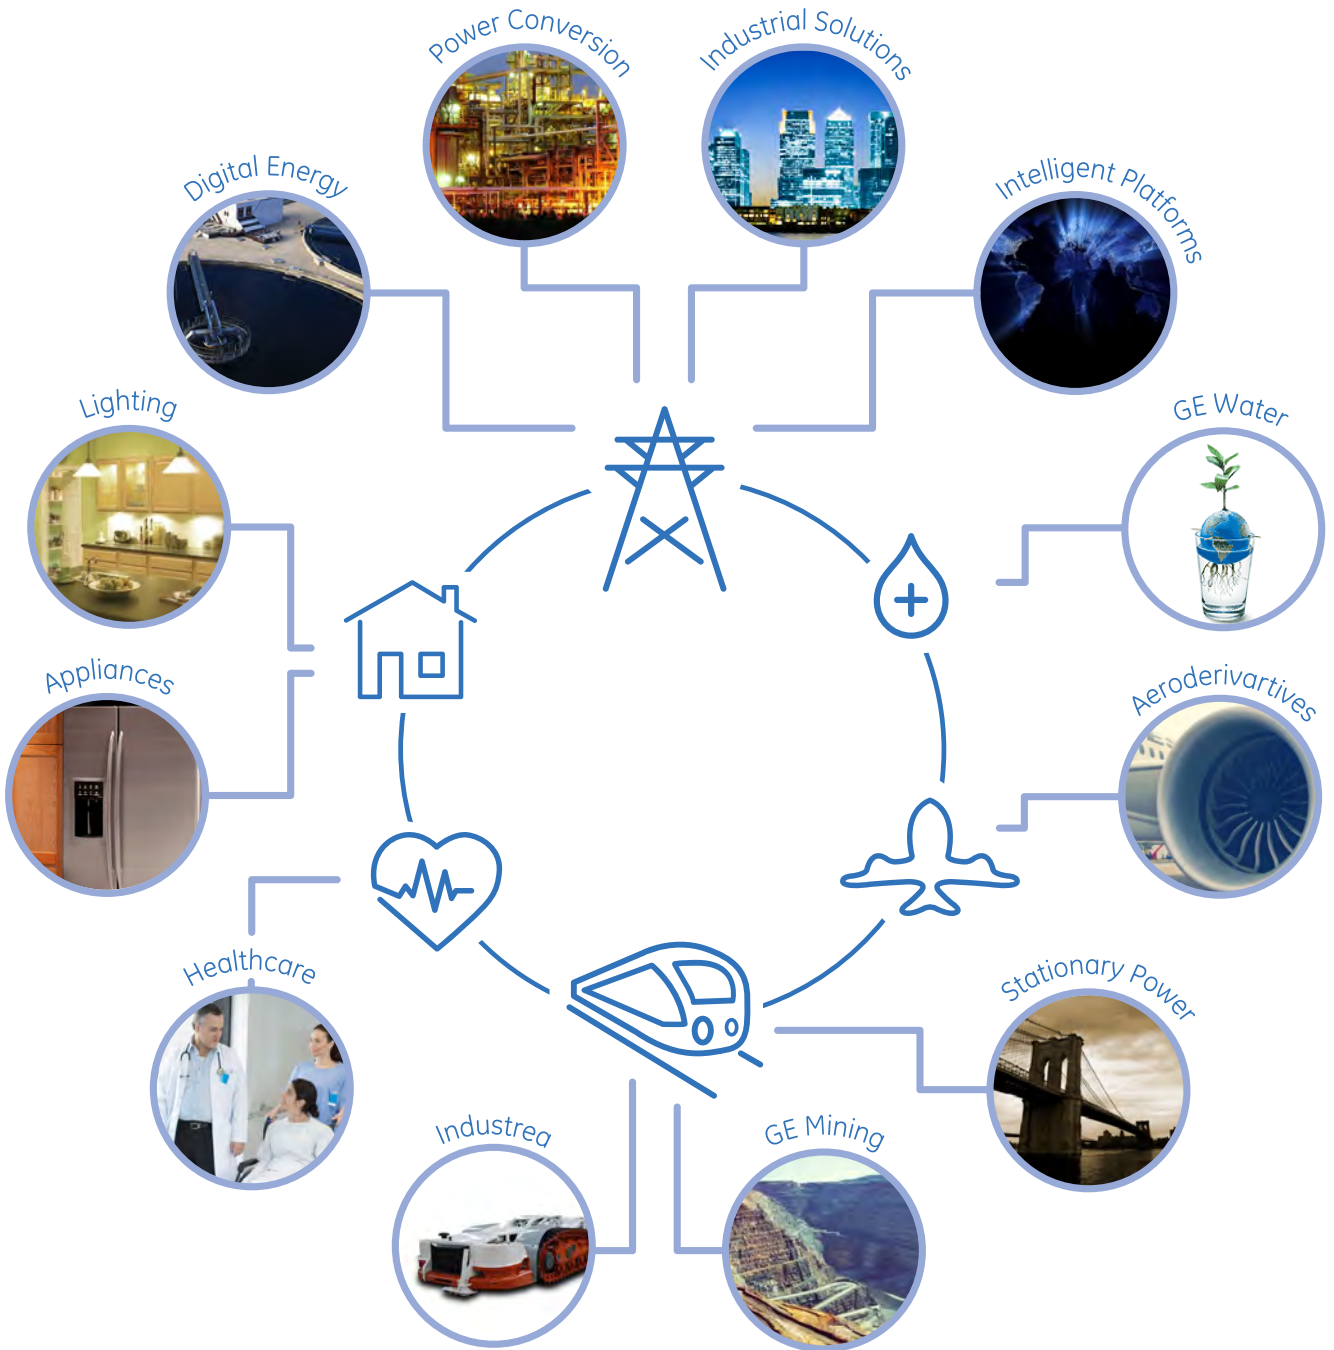 Power Conversion
Industrial Solutions
Digital Energy
Intelligent Platforms
Lighting
GE Water
Appliances
Aeroderivartives
Healthcare
Stationary Power
Industrea
GE Mining